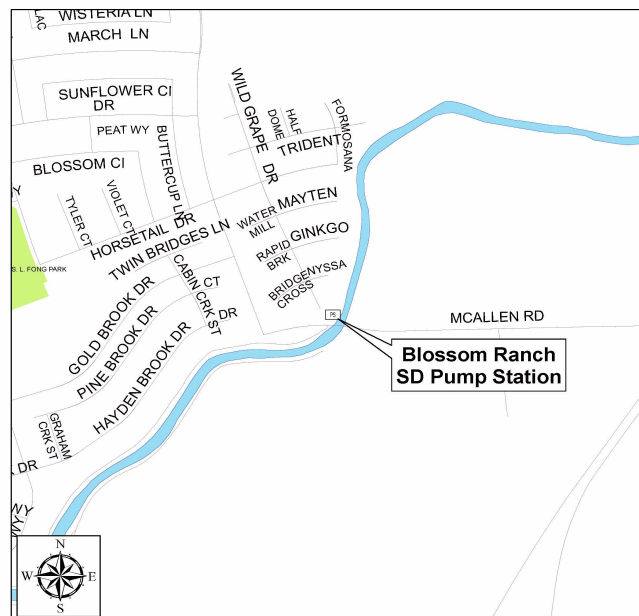 LAC
WISTERIA LN
MARCH LN
SUNFLOWER CI
DR
PEAT WY
BUTTERCUP LN
BLOSSOM CI
WILD GRAPE DR
HALF
DOME
FORMOSANA
TRIDENT
Y
TYLER CT
VIOLET CT
HORSETAIL DR
TWIN BRIDGES LN
WATER
MILL
MAYTEN
RAPID
BRK
GINKGO
BRIDGE
CROSS
NYSSA
S. L. FONG PARK
CABIN CRK ST
GOLD BROOK DR
CT
PINE BROOK DR
DR
HAYDEN BROOK DR
PS
MCALLEN RD
Blossom Ranch
SD Pump Station
GRAHAM
CRK ST
DR
WY
WY
N
W
E
S